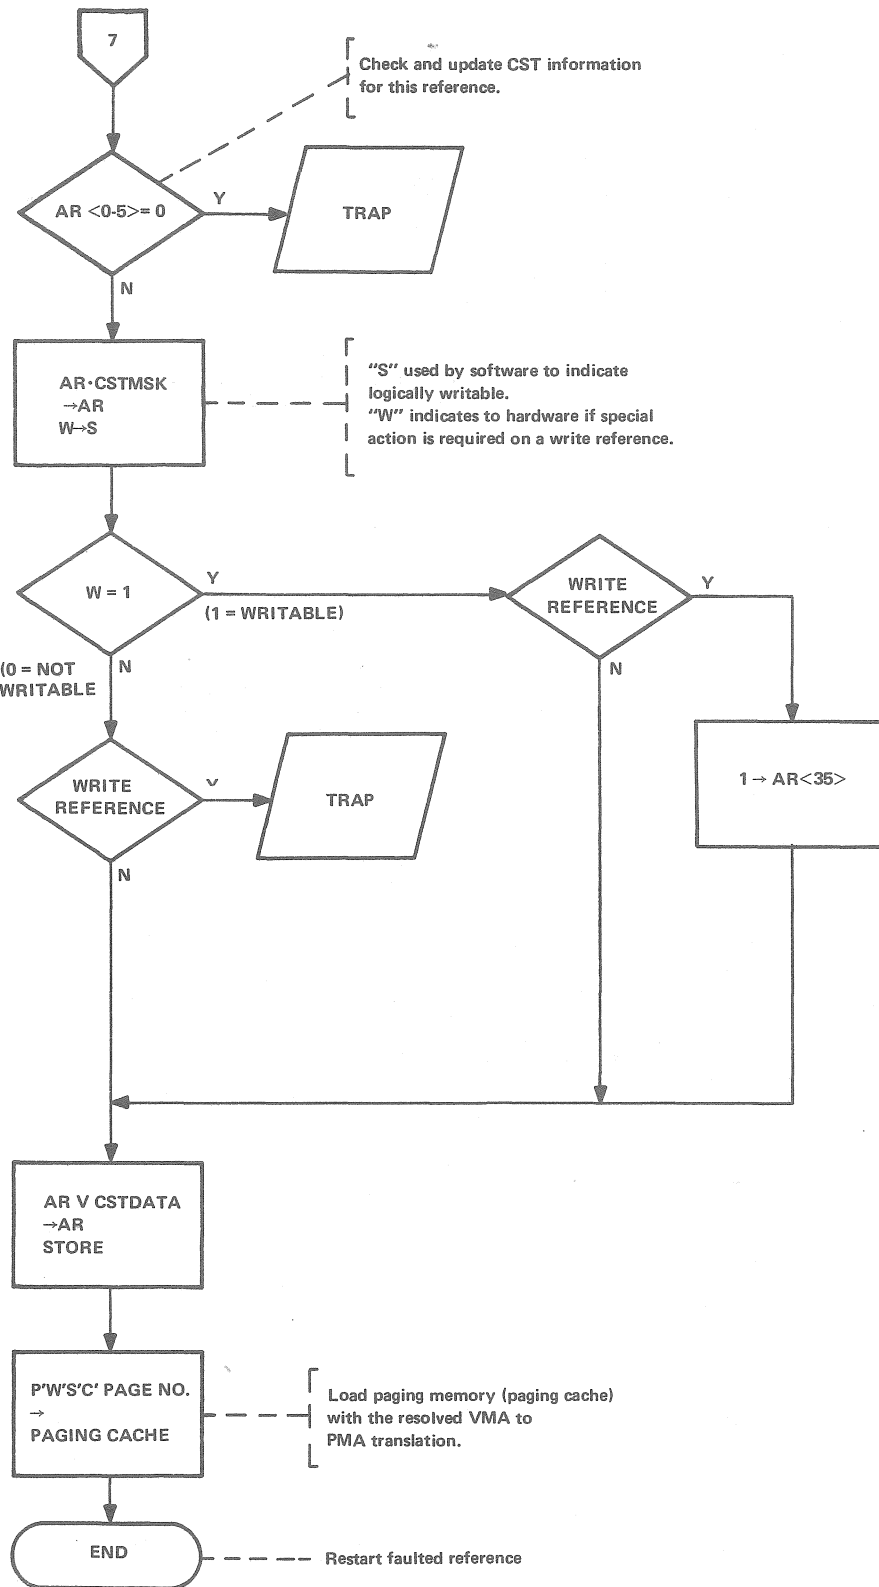 7
Check and update CST information
for this reference.
AR <0-5>= 0
Y
TRAP
N
AR·CSTMSK
→AR
W→S
"S" used by software to indicate
logically writable.
"W" indicates to hardware if special
action is required on a write reference.
W = 1
Y
(1 = WRITABLE)
WRITE
REFERENCE
Y
N
(0 = NOT
WRITABLE
N
1 → AR<35>
WRITE
REFERENCE
Y
TRAP
N
AR V CSTDATA
→AR
STORE
P'W'S'C' PAGE NO.
→
PAGING CACHE
Load paging memory (paging cache)
with the resolved VMA to
PMA translation.
END
Restart faulted reference